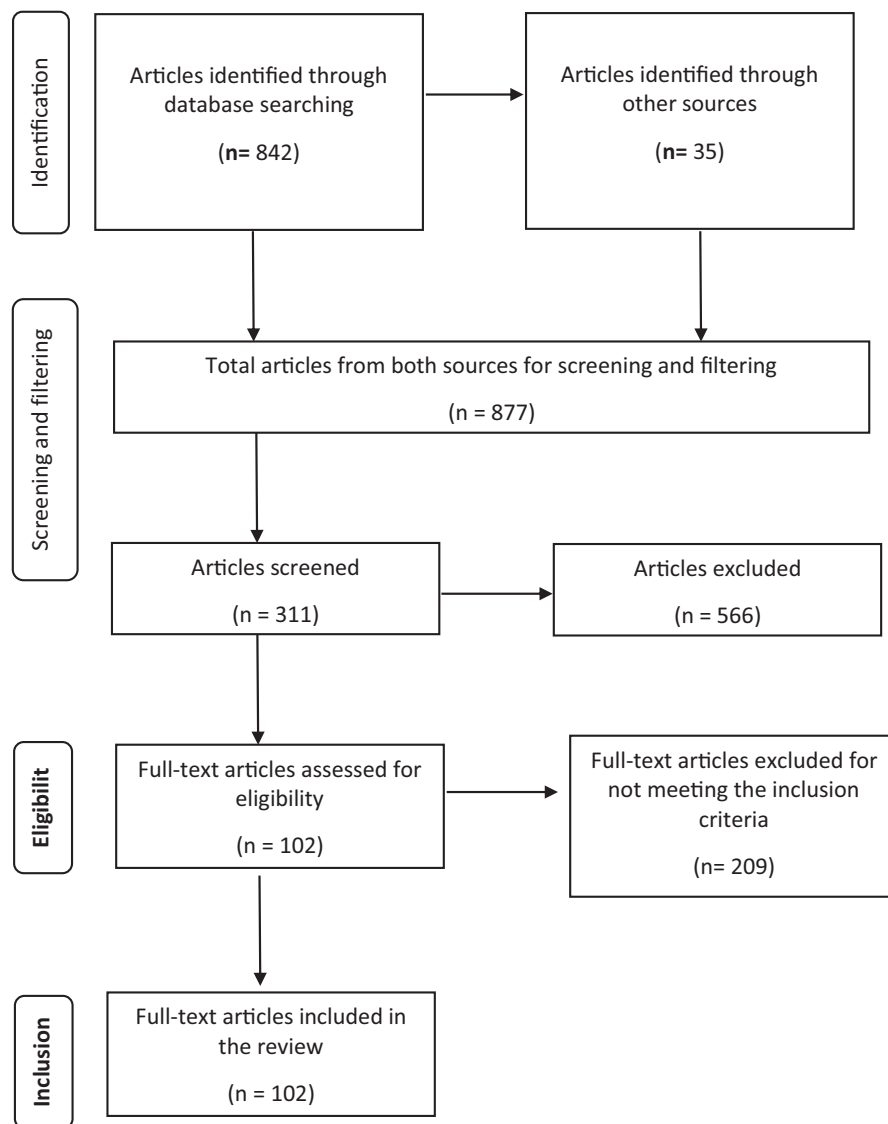 Identification
Articles identified through
database searching
(n= 842)
Articles identified through
other sources
(n= 35)
Screening and filtering
Total articles from both sources for screening and filtering
(n = 877)
Articles screened
(n = 311)
Articles excluded
(n = 566)
Eligibilit
Full-text articles assessed for
eligibility
(n = 102)
Full-text articles excluded for
not meeting the inclusion
criteria
(n= 209)
Inclusion
Full-text articles included in
the review
(n = 102)